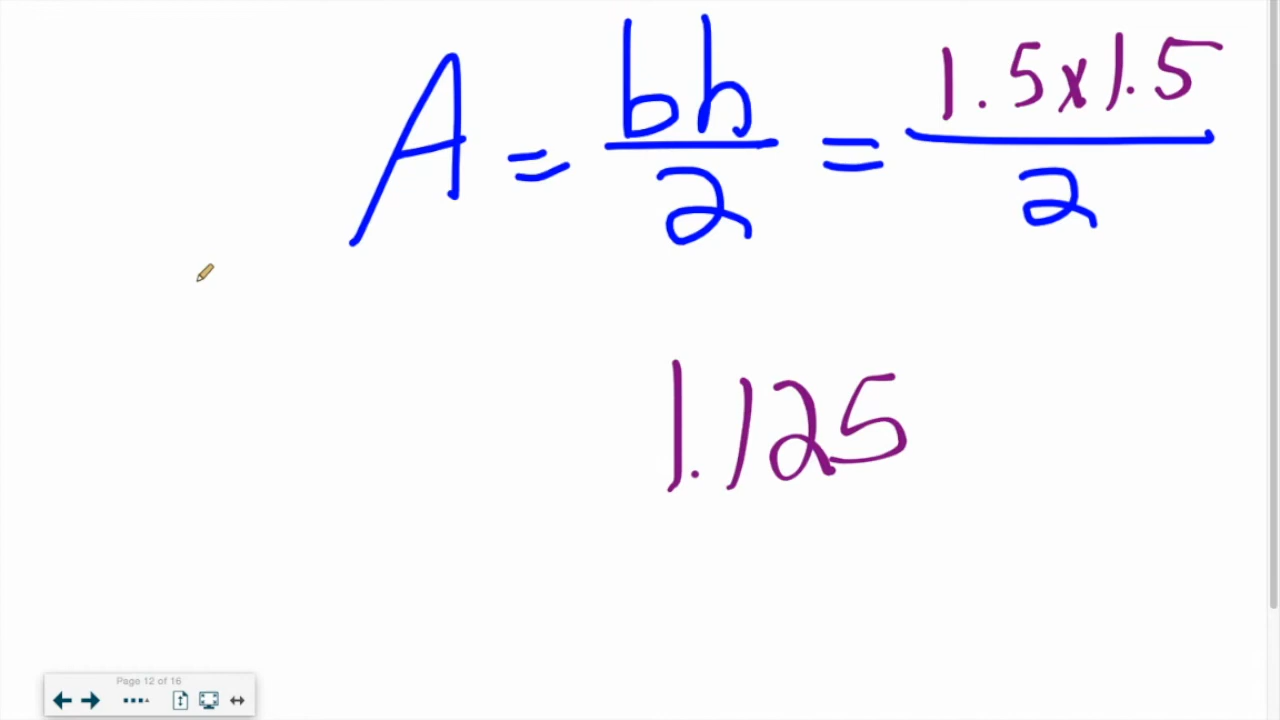 A = bh/2 = 1.5x1.5/2
1.125
Page 12 of 16